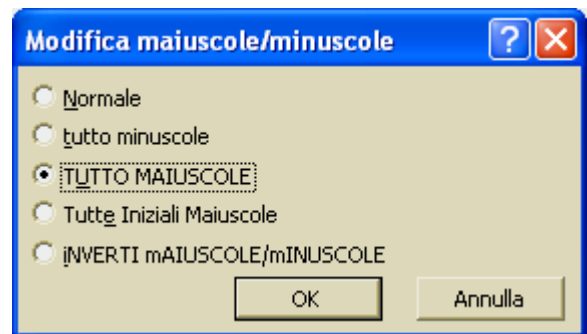 Modifica maiuscole/minuscole ?
Normale
tutto minuscole
TUTTO MAIUSCOLE
Tutte Iniziali Maiuscole
iNVERTI mAIUSCOLE/mINUSCOLE
OK Annulla